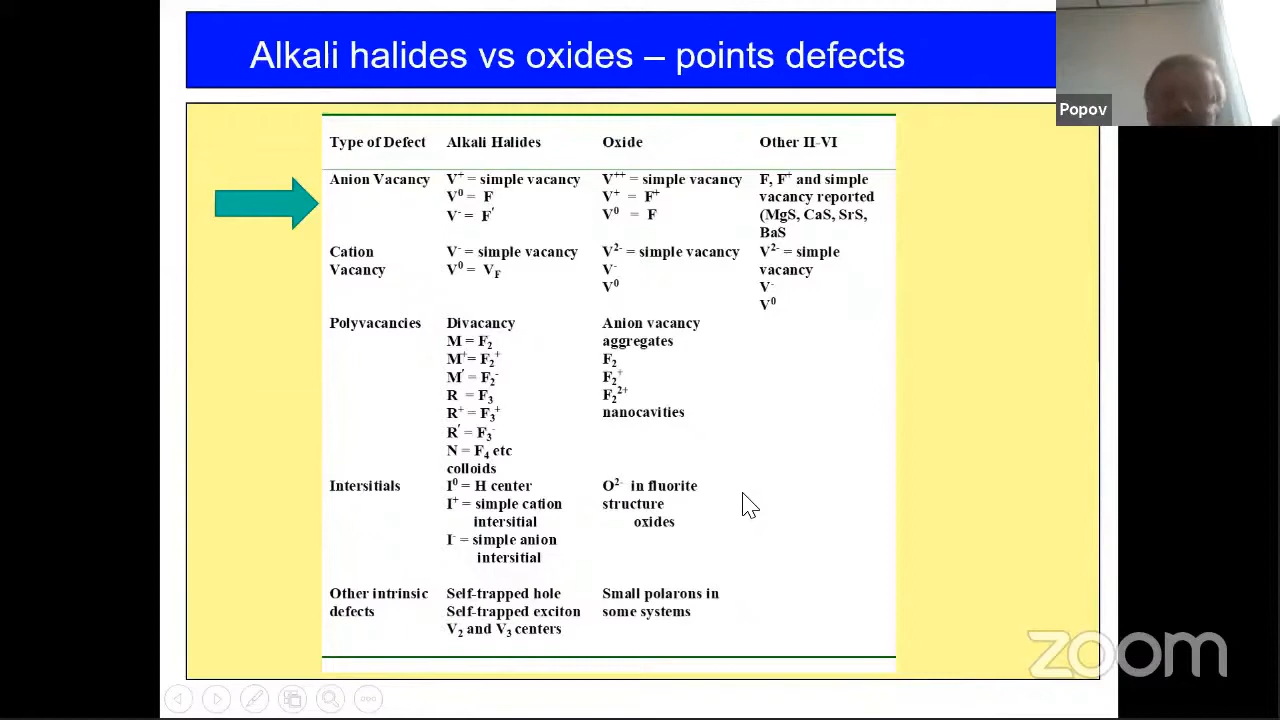 Alkali halides vs oxides – points defects
Popov
Type of Defect Alkali Halides Oxide Other II-VI
Anion Vacancy V⁺ = simple vacancy V⁺⁺ = simple vacancy F, F⁺ and simple
V⁰ = F V⁺ = F⁺ vacancy reported
V⁻ = F′ V⁰ = F (MgS, CaS, SrS,
BaS
Cation V⁻ = simple vacancy V²⁻ = simple vacancy V²⁻ = simple
Vacancy V⁰ = V_F V⁻ vacancy
V⁰ V⁻
V⁰
Polyvacancies Divacancy Anion vacancy
M = F₂ aggregates
M⁺= F₂⁺ F₂
M′ = F₂⁻ F₂⁺
R = F₃ F₂²⁺
R⁺ = F₃⁺ nanocavities
R′ = F₃⁻
N = F₄ etc
colloids
Intersitials I⁰ = H center O²⁻ in fluorite
I⁺ = simple cation structure
intersitial oxides
I⁻ = simple anion
intersitial
Other intrinsic Self-trapped hole Small polarons in
defects Self-trapped exciton some systems
V₂ and V₃ centers
zoom